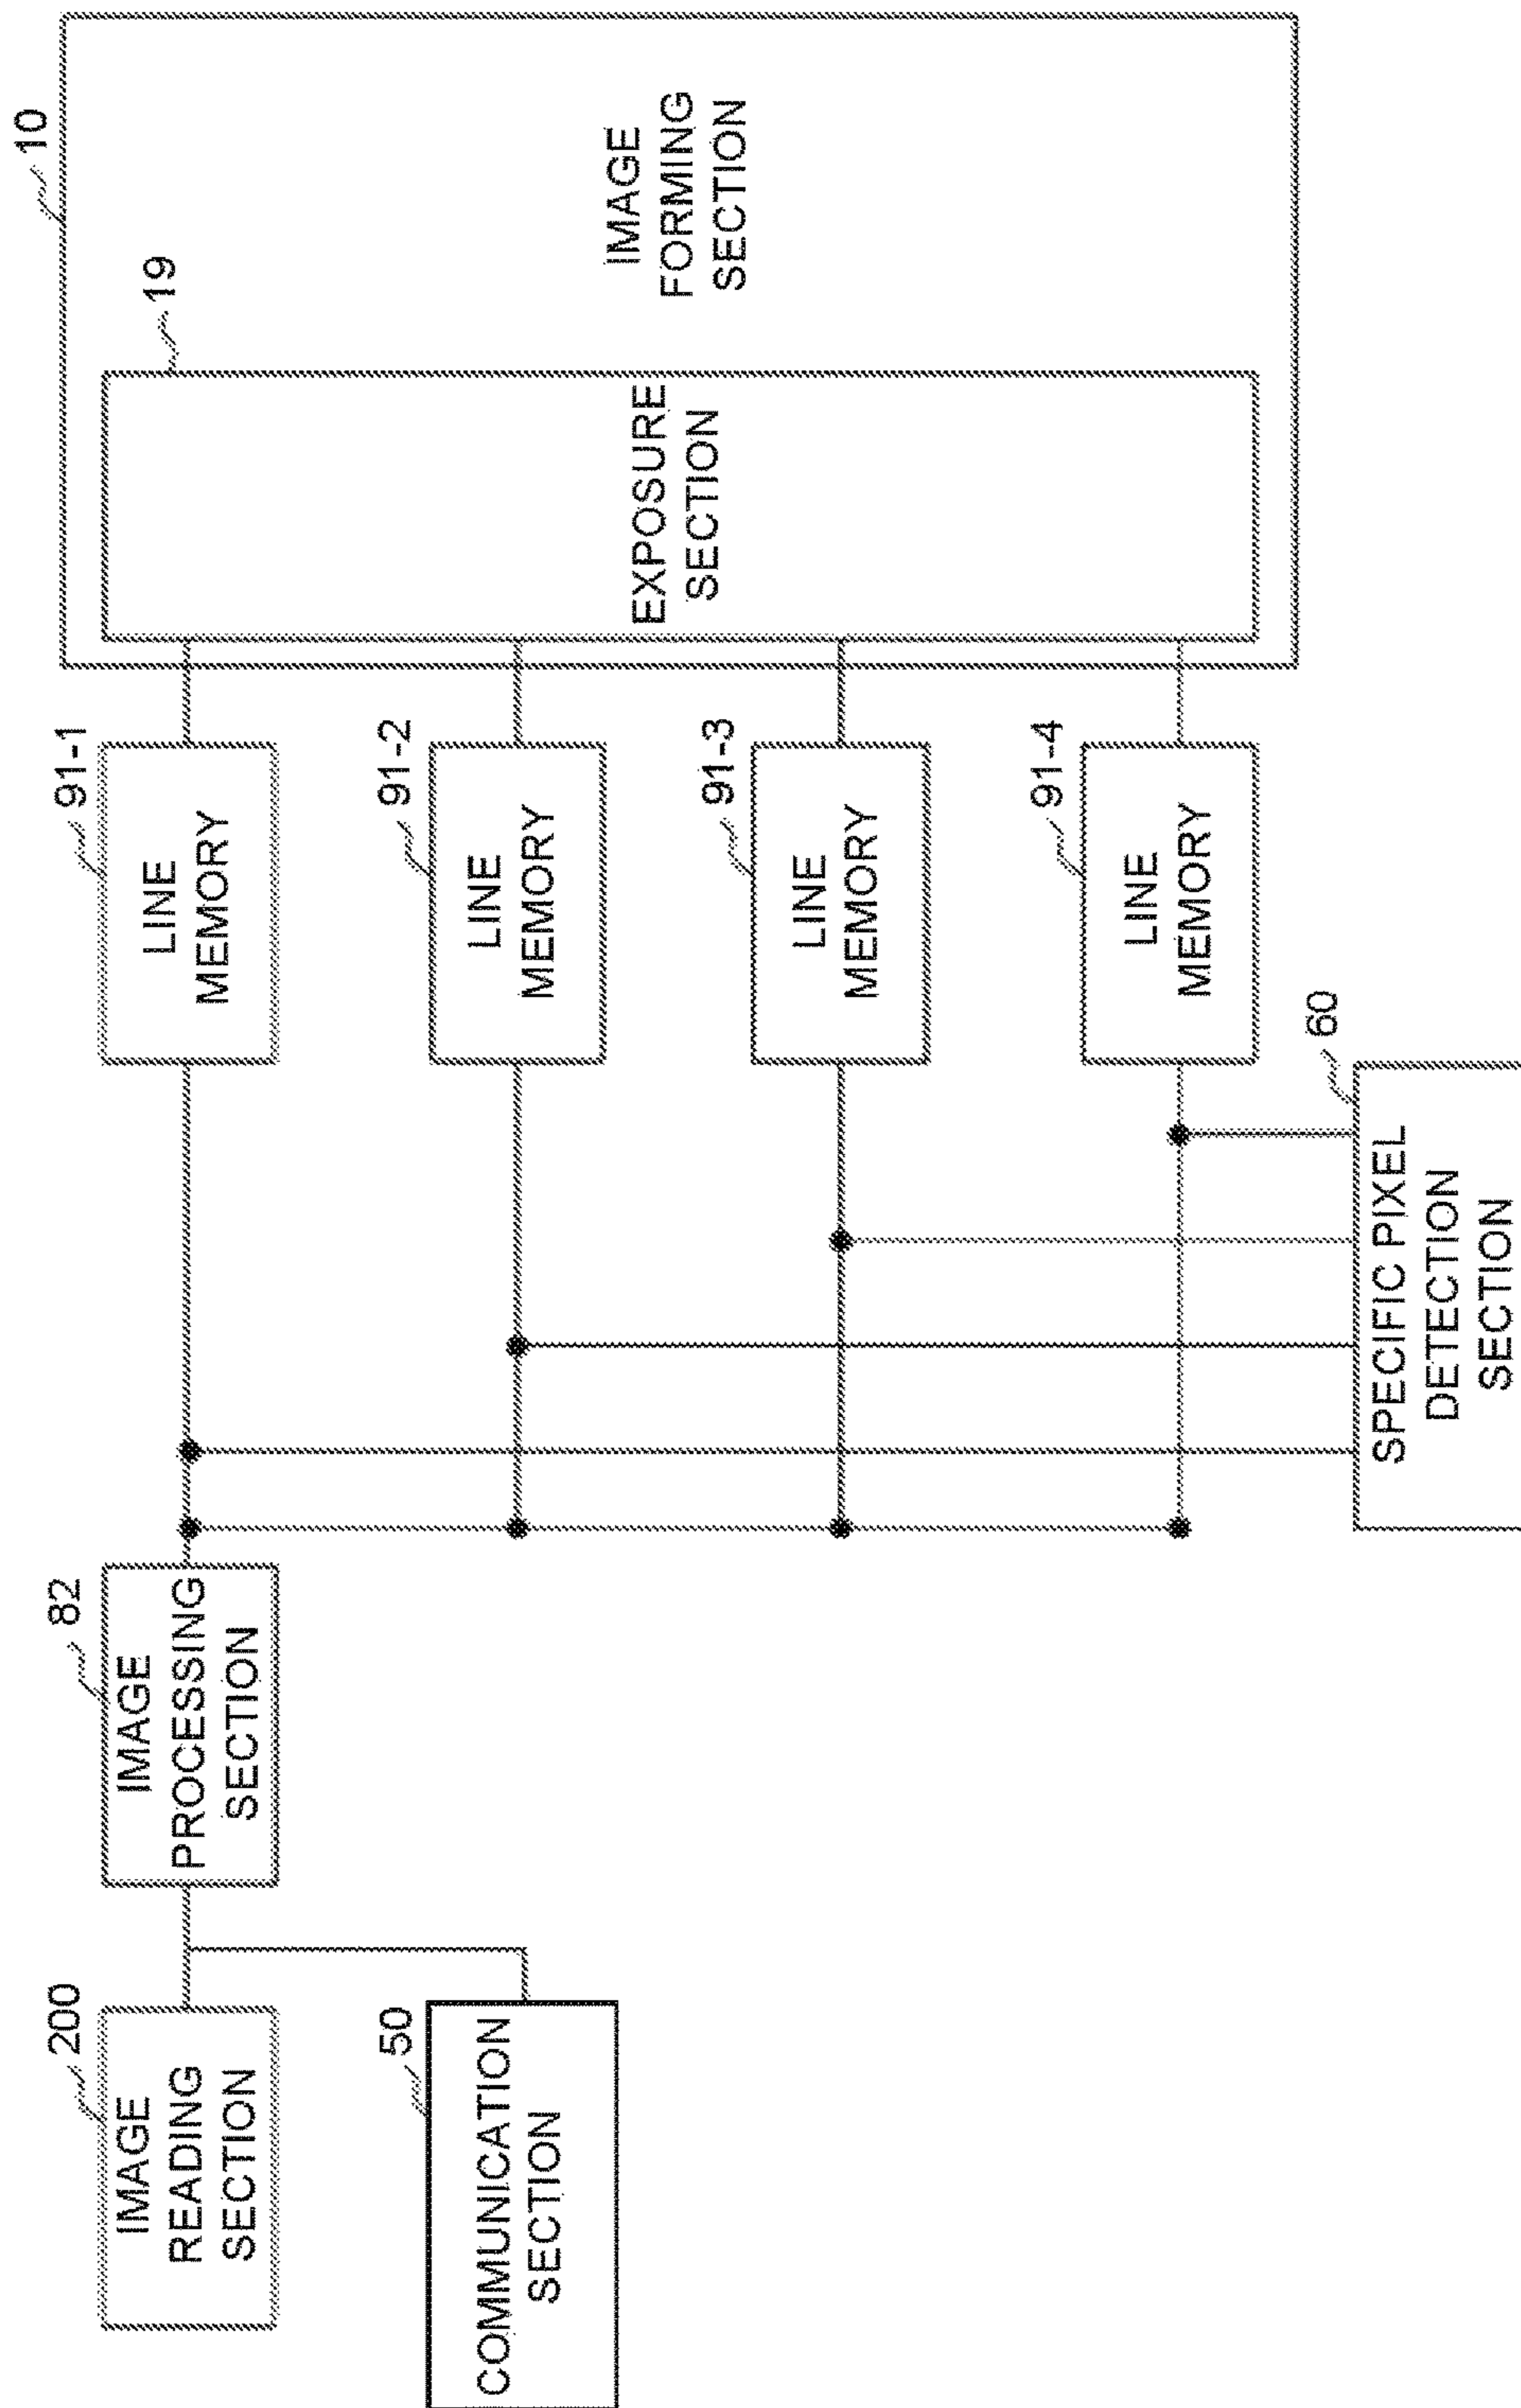 200
IMAGE
READING
SECTION
50
COMMUNICATION
SECTION
82
IMAGE
PROCESSING
SECTION
91-1
LINE
MEMORY
91-2
LINE
MEMORY
91-3
LINE
MEMORY
91-4
LINE
MEMORY
60
SPECIFIC PIXEL
DETECTION
SECTION
10
19
EXPOSURE
SECTION
IMAGE
FORMING
SECTION